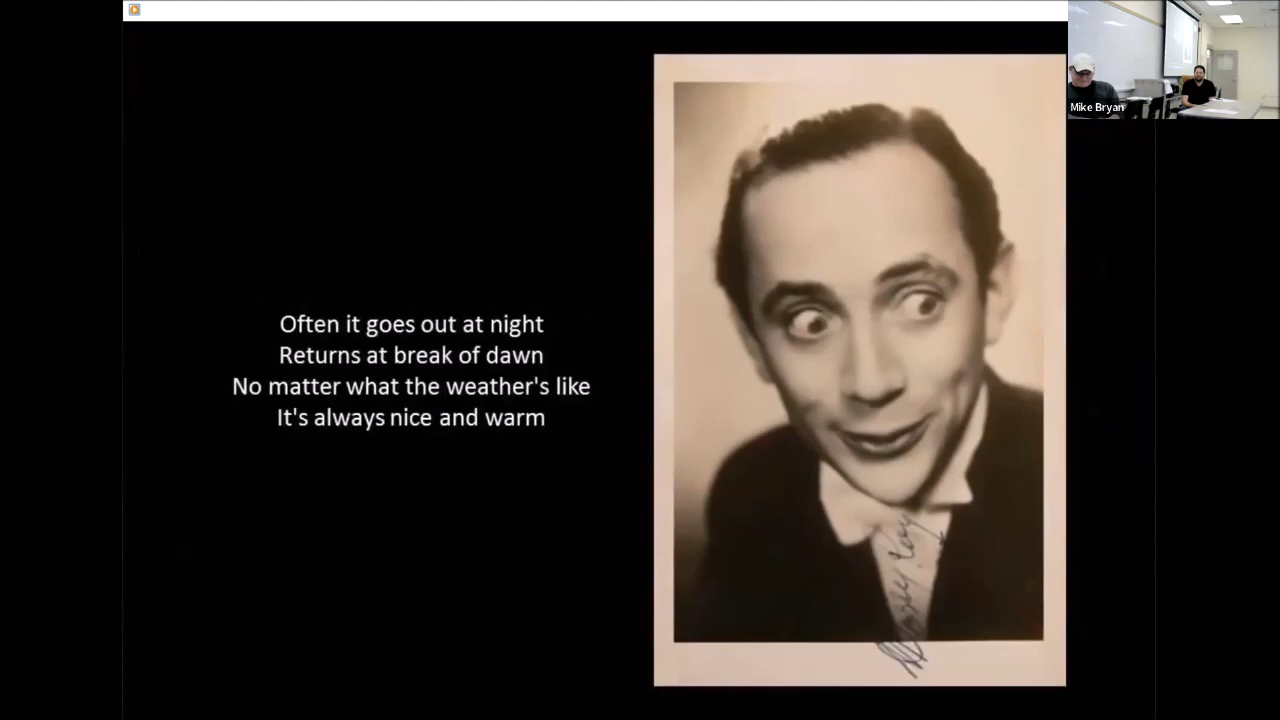 Often it goes out at night
Returns at break of dawn
No matter what the weather's like
It's always nice and warm
Mike Bryan